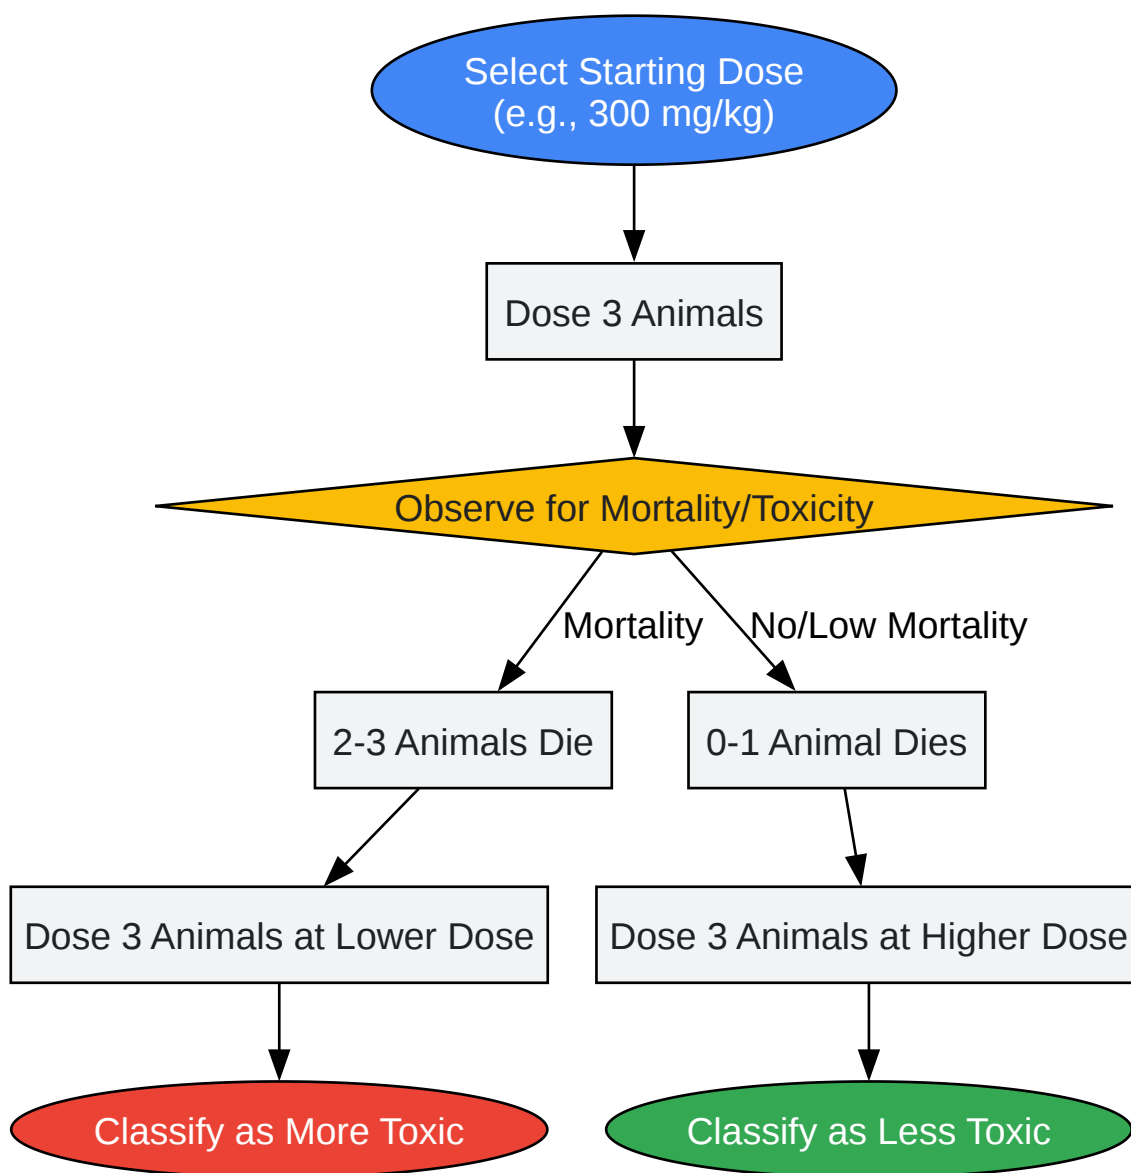 Select Starting Dose
(e.g., 300 mg/kg)
Dose 3 Animals
Observe for Mortality/Toxicity
Mortality
No/Low Mortality
2-3 Animals Die
0-1 Animal Dies
Dose 3 Animals at Lower Dose
Dose 3 Animals at Higher Dose
Classify as More Toxic
Classify as Less Toxic